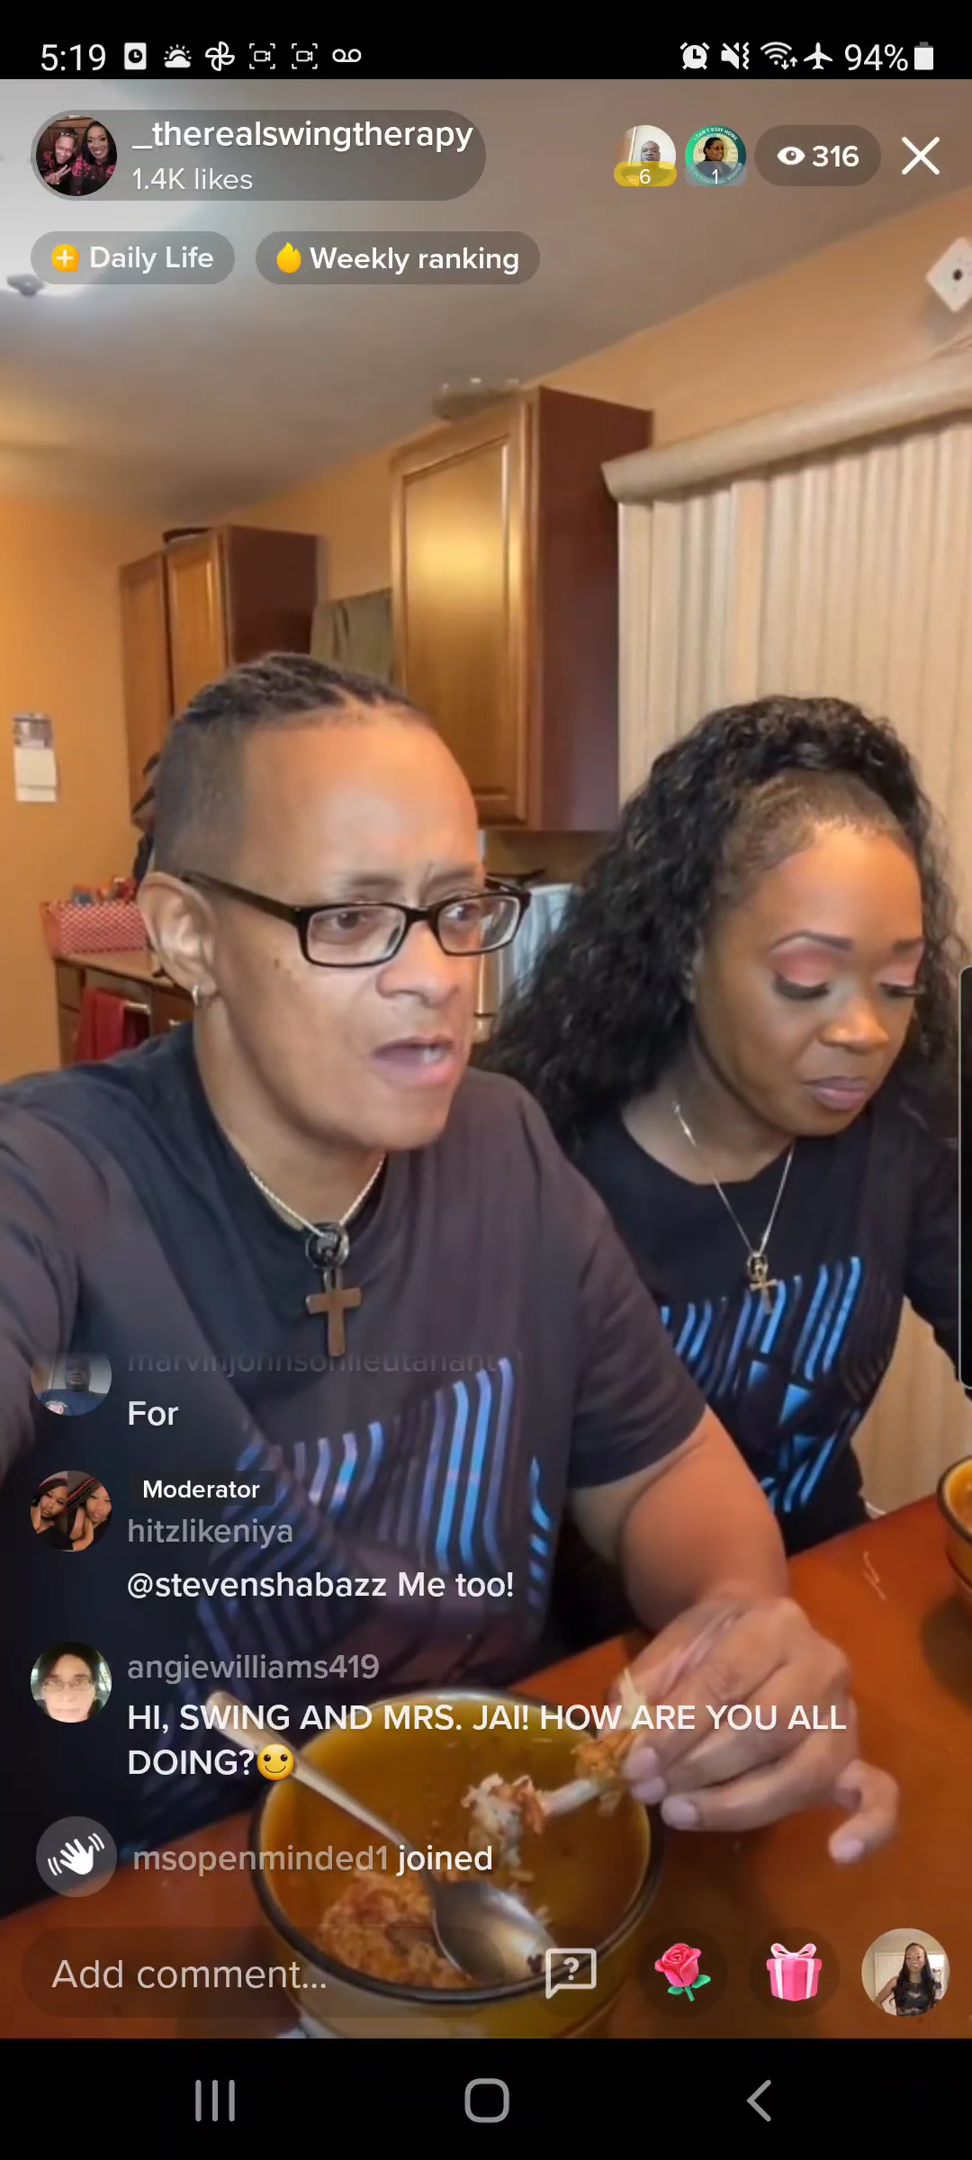 5:19
94%
_therealswingtherapy
1.4K likes
6
1
316
Daily Life
Weekly ranking
marvinjohnsonlieutanant
For
Moderator
hitzlikeniya
@stevenshabazz Me too!
angiewilliams419
HI, SWING AND MRS. JAI! HOW ARE YOU ALL
DOING?🙂
msopenminded1 joined
Add comment...